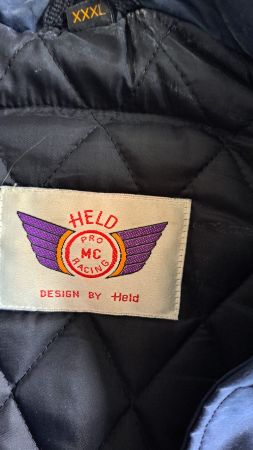 XXXL
HELD
PRO
MC
RACING
DESIGN BY Held